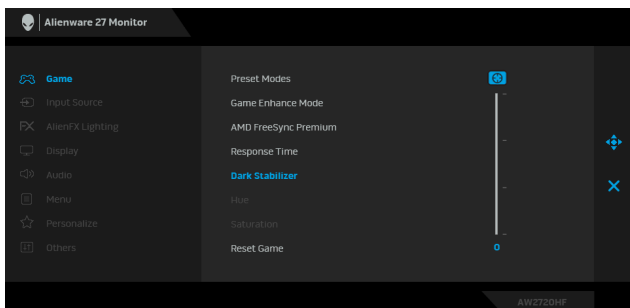 Alienware 27 Monitor
Game
Input Source
AlienFX Lighting
Display
Audio
Menu
Personalize
Others
Preset Modes
Game Enhance Mode
AMD FreeSync Premium
Response Time
Dark Stabilizer
Hue
Saturation
Reset Game
0
AW2720HF